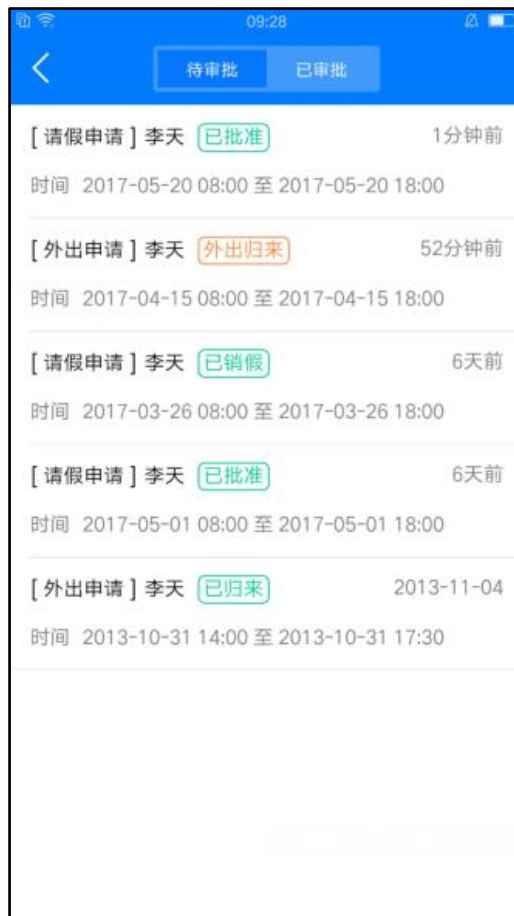 09:28
待审批 已审批
[ 请假申请 ] 李天 已批准 1分钟前
时间 2017-05-20 08:00 至 2017-05-20 18:00
[ 外出申请 ] 李天 外出归来 52分钟前
时间 2017-04-15 08:00 至 2017-04-15 18:00
[ 请假申请 ] 李天 已销假 6天前
时间 2017-03-26 08:00 至 2017-03-26 18:00
[ 请假申请 ] 李天 已批准 6天前
时间 2017-05-01 08:00 至 2017-05-01 18:00
[ 外出申请 ] 李天 已归来 2013-11-04
时间 2013-10-31 14:00 至 2013-10-31 17:30